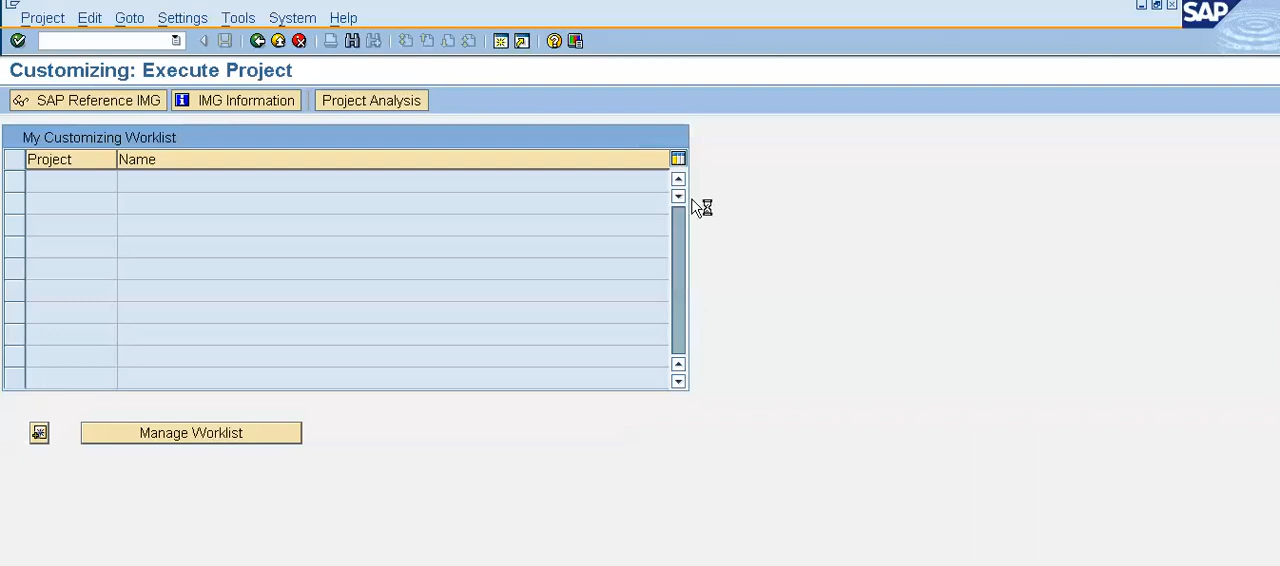 Project Edit Goto Settings Tools System Help
SAP
Customizing: Execute Project
SAP Reference IMG IMG Information Project Analysis
My Customizing Worklist
Project Name
Manage Worklist